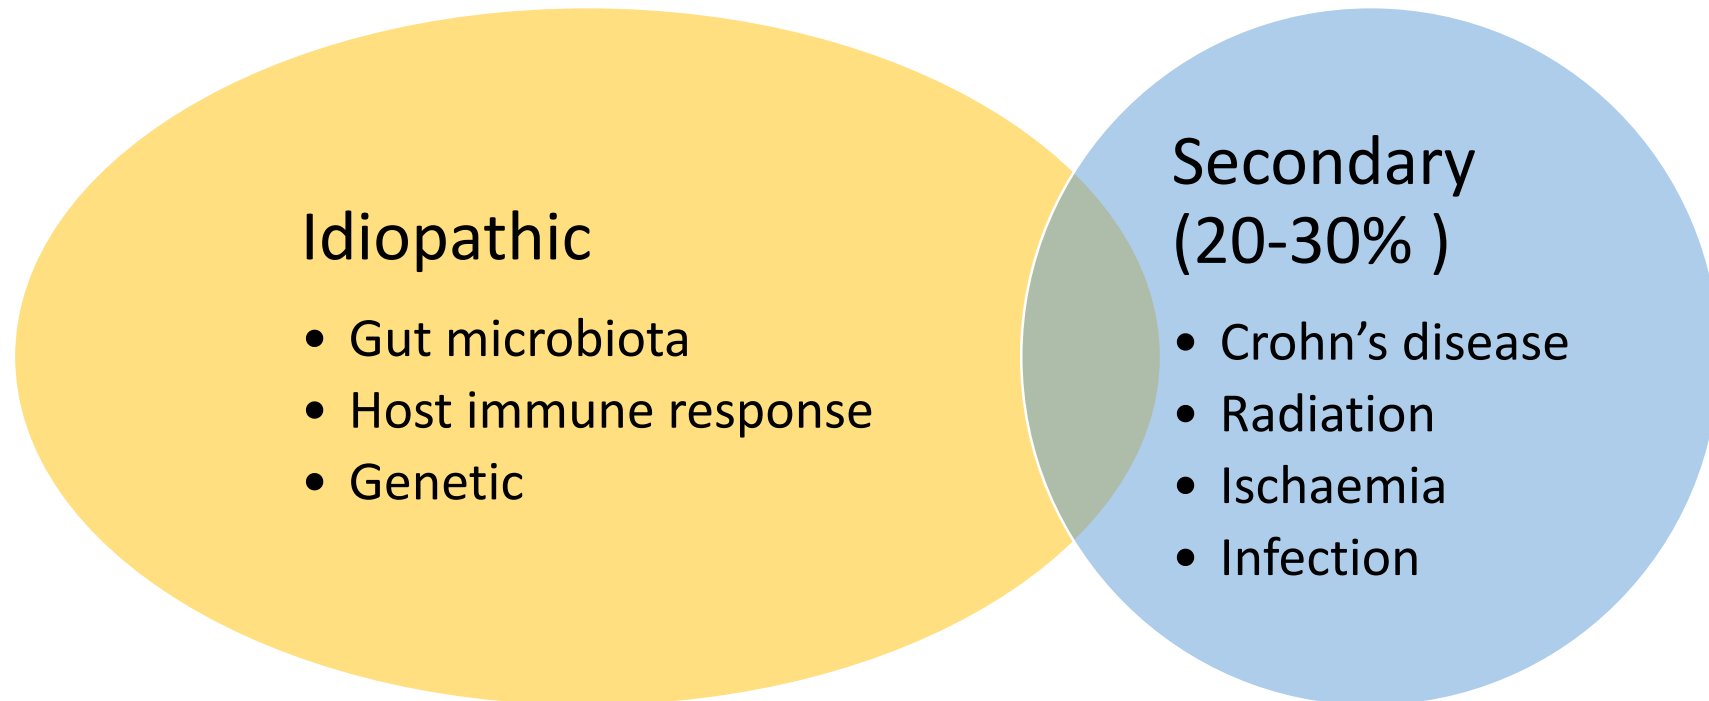 Idiopathic
• Gut microbiota
• Host immune response
• Genetic
Secondary
(20-30% )
• Crohn’s disease
• Radiation
• Ischaemia
• Infection